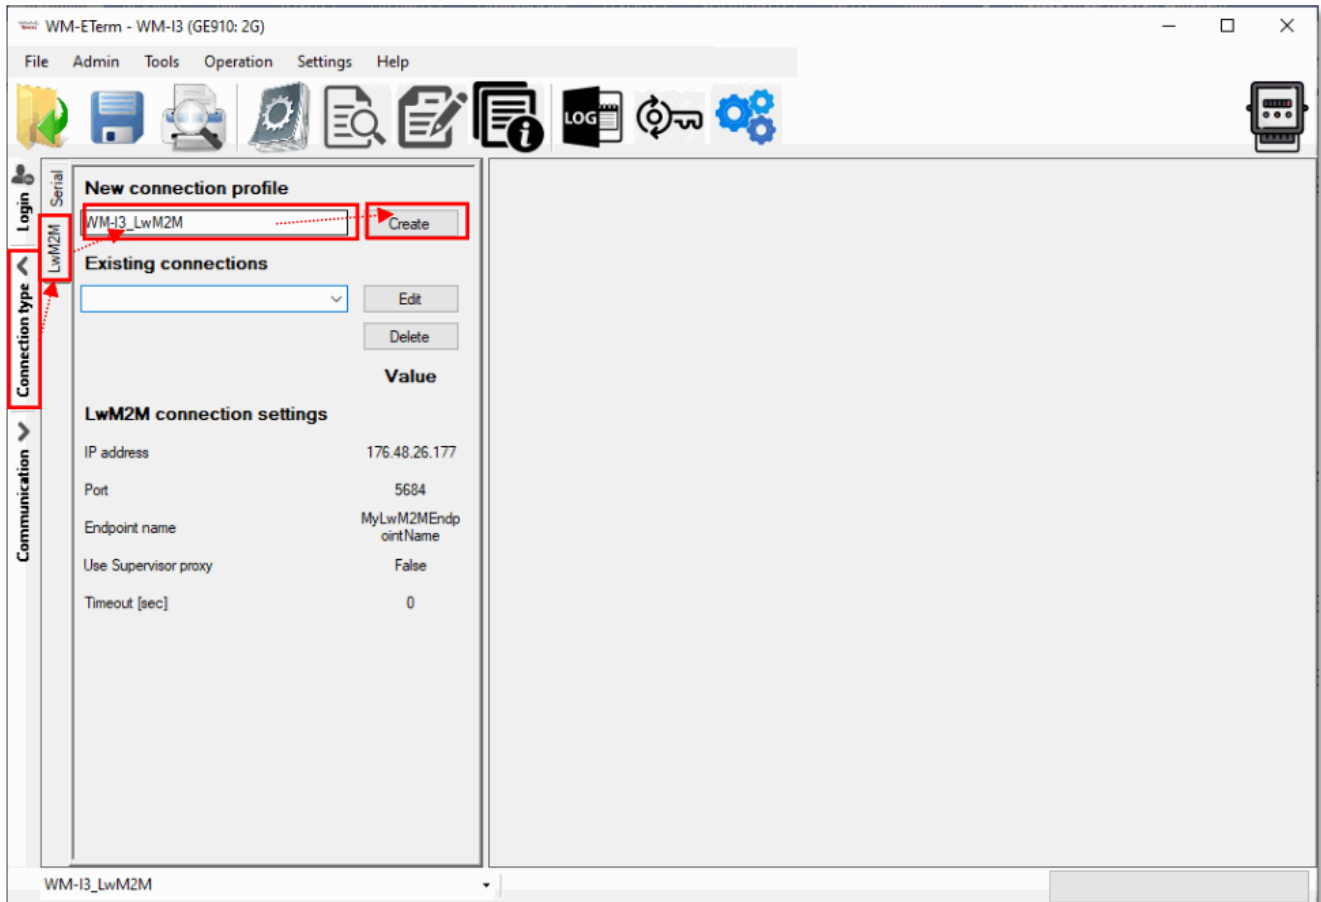 WM-ETerm - WM-I3 (GE910: 2G)
File Admin Tools Operation Settings Help
LOG
Login
Connection type
Communication
Serial
LwM2M
New connection profile
WM-I3_LwM2M Create
Existing connections
Edit
Delete
Value
LwM2M connection settings
IP address 176.48.26.177
Port 5684
Endpoint name MyLwM2MEndp
ointName
Use Supervisor proxy False
Timeout [sec] 0
WM-I3_LwM2M